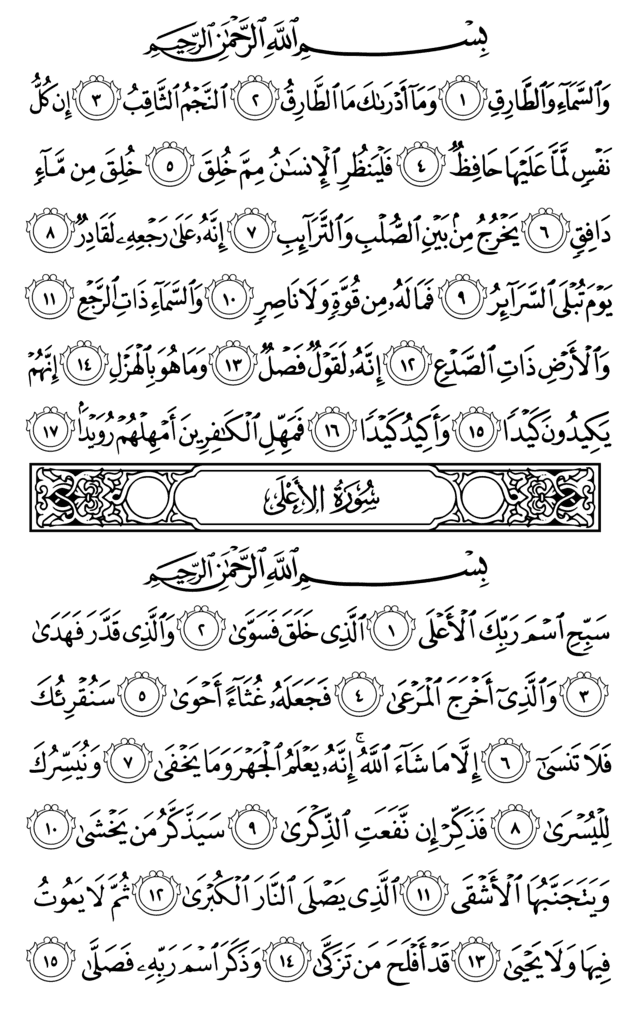 بِسْمِ ٱللَّهِ ٱلرَّحْمَٰنِ ٱلرَّحِيمِ
وَٱلسَّمَآءِ وَٱلطَّارِقِ ١ وَمَآ أَدْرَىٰكَ مَا ٱلطَّارِقُ ٢ ٱلنَّجْمُ ٱلثَّاقِبُ ٣ إِن كُلُّ
نَفْسٍ لَّمَّا عَلَيْهَا حَافِظٌ ٤ فَلْيَنظُرِ ٱلْإِنسَٰنُ مِمَّ خُلِقَ ٥ خُلِقَ مِن مَّآءٍ
دَافِقٍ ٦ يَخْرُجُ مِنۢ بَيْنِ ٱلصُّلْبِ وَٱلتَّرَآئِبِ ٧ إِنَّهُۥ عَلَىٰ رَجْعِهِۦ لَقَادِرٌ ٨
يَوْمَ تُبْلَى ٱلسَّرَآئِرُ ٩ فَمَا لَهُۥ مِن قُوَّةٍ وَلَا نَاصِرٍ ١٠ وَٱلسَّمَآءِ ذَاتِ ٱلرَّجْعِ ١١
وَٱلْأَرْضِ ذَاتِ ٱلصَّدْعِ ١٢ إِنَّهُۥ لَقَوْلٌ فَصْلٌ ١٣ وَمَا هُوَ بِٱلْهَزْلِ ١٤ إِنَّهُمْ
يَكِيدُونَ كَيْدًا ١٥ وَأَكِيدُ كَيْدًا ١٦ فَمَهِّلِ ٱلْكَٰفِرِينَ أَمْهِلْهُمْ رُوَيْدًۢا ١٧
سُورَةُ ٱلْأَعْلَىٰ
بِسْمِ ٱللَّهِ ٱلرَّحْمَٰنِ ٱلرَّحِيمِ
سَبِّحِ ٱسْمَ رَبِّكَ ٱلْأَعْلَى ١ ٱلَّذِى خَلَقَ فَسَوَّىٰ ٢ وَٱلَّذِى قَدَّرَ فَهَدَىٰ
٣ وَٱلَّذِىٓ أَخْرَجَ ٱلْمَرْعَىٰ ٤ فَجَعَلَهُۥ غُثَآءً أَحْوَىٰ ٥ سَنُقْرِئُكَ
فَلَا تَنسَىٰٓ ٦ إِلَّا مَا شَآءَ ٱللَّهُ ۚ إِنَّهُۥ يَعْلَمُ ٱلْجَهْرَ وَمَا يَخْفَىٰ ٧ وَنُيَسِّرُكَ
لِلْيُسْرَىٰ ٨ فَذَكِّرْ إِن نَّفَعَتِ ٱلذِّكْرَىٰ ٩ سَيَذَّكَّرُ مَن يَخْشَىٰ ١٠
وَيَتَجَنَّبُهَا ٱلْأَشْقَى ١١ ٱلَّذِى يَصْلَى ٱلنَّارَ ٱلْكُبْرَىٰ ١٢ ثُمَّ لَا يَمُوتُ
فِيهَا وَلَا يَحْيَىٰ ١٣ قَدْ أَفْلَحَ مَن تَزَكَّىٰ ١٤ وَذَكَرَ ٱسْمَ رَبِّهِۦ فَصَلَّىٰ ١٥